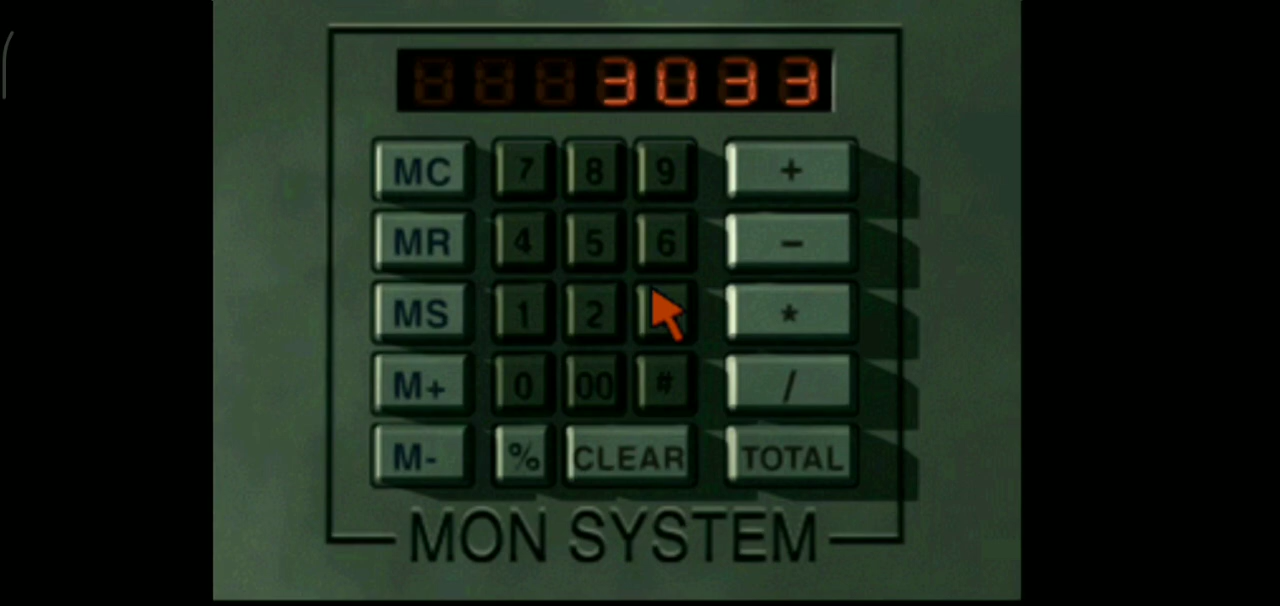 3033
MC 7 8 9 +
MR 4 5 6 -
MS 1 2 *
M+ 0 00 # /
M- % CLEAR TOTAL
MON SYSTEM